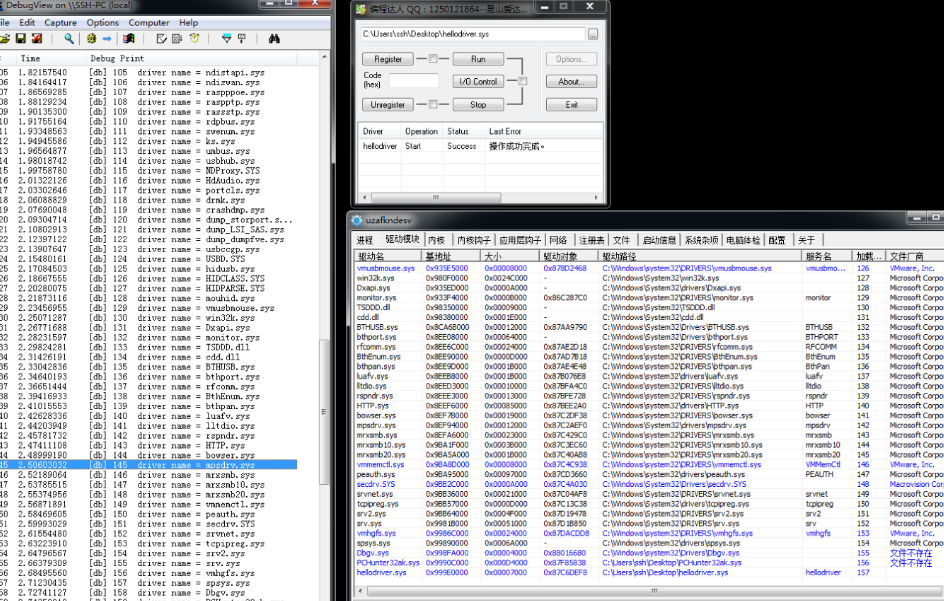 DebugView on \\SSH-PC (local)
File Edit Capture Options Computer Help
Time Debug Print
05 1.82157540 [db] 105 driver name = ndistapi.sys
06 1.84164417 [db] 106 driver name = ndiswan.sys
07 1.86569285 [db] 107 driver name = raspppoe.sys
08 1.88129234 [db] 108 driver name = raspptp.sys
09 1.90135300 [db] 109 driver name = rassstp.sys
10 1.91755164 [db] 110 driver name = rdpbus.sys
11 1.93348563 [db] 111 driver name = swenum.sys
12 1.94945586 [db] 112 driver name = ks.sys
13 1.96564877 [db] 113 driver name = umbus.sys
14 1.98018742 [db] 114 driver name = usbhub.sys
15 1.99758780 [db] 115 driver name = NDProxy.SYS
16 2.01322126 [db] 116 driver name = HdAudio.sys
17 2.03302646 [db] 117 driver name = portcls.sys
18 2.06088829 [db] 118 driver name = drmk.sys
19 2.07690048 [db] 119 driver name = crashdmp.sys
20 2.09304714 [db] 120 driver name = dump_storport.s...
21 2.10802913 [db] 121 driver name = dump_LSI_SAS.sys
22 2.12397122 [db] 122 driver name = dump_dumpfve.sys
23 2.13907647 [db] 123 driver name = usbccgp.sys
24 2.15480161 [db] 124 driver name = USBD.SYS
25 2.17084503 [db] 125 driver name = hidusb.sys
26 2.18667555 [db] 126 driver name = HIDCLASS.SYS
27 2.20280075 [db] 127 driver name = HIDPARSE.SYS
28 2.21873116 [db] 128 driver name = mouhid.sys
29 2.23456955 [db] 129 driver name = vmusbmouse.sys
30 2.25071287 [db] 130 driver name = win32k.sys
31 2.26771688 [db] 131 driver name = Dxapi.sys
32 2.28231597 [db] 132 driver name = monitor.sys
33 2.29824281 [db] 133 driver name = TSDDD.dll
34 2.31426191 [db] 134 driver name = cdd.dll
35 2.33042836 [db] 135 driver name = BTHUSB.sys
36 2.34640193 [db] 136 driver name = bthport.sys
37 2.36651444 [db] 137 driver name = rfcomm.sys
38 2.39416933 [db] 138 driver name = BthEnum.sys
39 2.41015553 [db] 139 driver name = bthpan.sys
40 2.42628336 [db] 140 driver name = luafv.sys
41 2.44203949 [db] 141 driver name = lltdio.sys
42 2.45781732 [db] 142 driver name = rspndr.sys
43 2.47411108 [db] 143 driver name = HTTP.sys
44 2.48999190 [db] 144 driver name = bowser.sys
45 2.50603032 [db] 145 driver name = mpsdrv.sys
46 2.52189064 [db] 146 driver name = mrxsmb.sys
47 2.53785515 [db] 147 driver name = mrxsmb10.sys
48 2.55374956 [db] 148 driver name = mrxsmb20.sys
49 2.56871891 [db] 149 driver name = vmmemctl.sys
50 2.58469605 [db] 150 driver name = peauth.sys
51 2.59993029 [db] 151 driver name = secdrv.SYS
52 2.61554480 [db] 152 driver name = srvnet.sys
53 2.63223910 [db] 153 driver name = tcpipreg.sys
54 2.64796567 [db] 154 driver name = srv2.sys
55 2.66379309 [db] 155 driver name = srv.sys
56 2.68495560 [db] 156 driver name = vmhgfs.sys
57 2.71230435 [db] 157 driver name = spsys.sys
58 2.72741127 [db] 158 driver name = Dbgv.sys
编程达人 QQ：1250121864--昆山爱达...
C:\Users\ssh\Desktop\hellodriver.sys ...
Register Run Options...
Code (hex) I/O Control About...
Unregister Stop Exit
Driver Operation Status Last Error
hellodriver Start Success 操作成功完成。
uzafkndesv
进程 驱动模块 内核 内核钩子 应用层钩子 网络 注册表 文件 启动信息 系统杂项 电脑体检 配置 关于
驱动名 基地址 大小 驱动对象 驱动路径 服务名 加载... 文件厂商
vmusbmouse.sys 0x935E5000 0x00008000 0x878D2468 C:\Windows\system32\DRIVERS\vmusbmouse.sys vmusbmo... 126 VMware, Inc.
win32k.sys 0x980F0000 0x0024C000 - C:\Windows\System32\win32k.sys 127 Microsoft Corpo
Dxapi.sys 0x935ED000 0x0000A000 - C:\Windows\System32\drivers\Dxapi.sys 128 Microsoft Corpo
monitor.sys 0x933F4000 0x0000B000 0x86C287C0 C:\Windows\system32\DRIVERS\monitor.sys monitor 129 Microsoft Corpo
TSDDD.dll 0x98350000 0x00009000 - C:\Windows\System32\TSDDD.dll 130 Microsoft Corpo
cdd.dll 0x98380000 0x0001E000 - C:\Windows\System32\cdd.dll 131 Microsoft Corpo
BTHUSB.sys 0x8CA6B000 0x00012000 0x87AA9790 C:\Windows\System32\Drivers\BTHUSB.sys BTHUSB 132 Microsoft Corpo
bthport.sys 0x8EE08000 0x00064000 - C:\Windows\System32\Drivers\bthport.sys BTHPORT 133 Microsoft Corpo
rfcomm.sys 0x8EE6C000 0x00024000 0x87AE2D18 C:\Windows\system32\DRIVERS\rfcomm.sys RFCOMM 134 Microsoft Corpo
BthEnum.sys 0x8EE90000 0x0000D000 0x87AD7B18 C:\Windows\system32\DRIVERS\BthEnum.sys BthEnum 135 Microsoft Corpo
bthpan.sys 0x8EE9D000 0x0001B000 0x87AE4E48 C:\Windows\system32\DRIVERS\bthpan.sys BthPan 136 Microsoft Corpo
luafv.sys 0x8EEB8000 0x0001B000 0x87B076E8 C:\Windows\system32\drivers\luafv.sys luafv 137 Microsoft Corpo
lltdio.sys 0x8EED3000 0x00010000 0x87BFA4C0 C:\Windows\system32\DRIVERS\lltdio.sys lltdio 138 Microsoft Corpo
rspndr.sys 0x8EEE3000 0x00013000 0x87BFE728 C:\Windows\system32\DRIVERS\rspndr.sys rspndr 139 Microsoft Corpo
HTTP.sys 0x8EEF6000 0x00085000 0x87BEE2A0 C:\Windows\system32\drivers\HTTP.sys HTTP 140 Microsoft Corpo
bowser.sys 0x8EF7B000 0x00019000 0x87C2DF38 C:\Windows\system32\DRIVERS\bowser.sys bowser 141 Microsoft Corpo
mpsdrv.sys 0x8EF94000 0x00012000 0x87C2AEF0 C:\Windows\System32\drivers\mpsdrv.sys mpsdrv 142 Microsoft Corpo
mrxsmb.sys 0x8EFA6000 0x00023000 0x87C429C0 C:\Windows\system32\DRIVERS\mrxsmb.sys mrxsmb 143 Microsoft Corpo
mrxsmb10.sys 0x9BA1F000 0x0003B000 0x87C3EC60 C:\Windows\system32\DRIVERS\mrxsmb10.sys mrxsmb10 144 Microsoft Corpo
mrxsmb20.sys 0x9BA5A000 0x0001B000 0x87C40AB8 C:\Windows\system32\DRIVERS\mrxsmb20.sys mrxsmb20 145 Microsoft Corpo
vmmemctl.sys 0x9BA8D000 0x00008000 0x87C4C938 C:\Windows\system32\DRIVERS\vmmemctl.sys VMMemCtl 146 VMware, Inc.
peauth.sys 0x9BA95000 0x00097000 0x87CD3660 C:\Windows\system32\drivers\peauth.sys PEAUTH 147 Microsoft Corpo
secdrv.SYS 0x9BB2C000 0x0000A000 0x87C4A030 C:\Windows\System32\Drivers\secdrv.SYS 148 Macrovision Corp
srvnet.sys 0x9BB36000 0x00021000 0x87C04AF8 C:\Windows\System32\DRIVERS\srvnet.sys srvnet 149 Microsoft Corpo
tcpipreg.sys 0x9BB57000 0x0000D000 0x87C13C38 C:\Windows\System32\drivers\tcpipreg.sys tcpipreg 150 Microsoft Corpo
srv2.sys 0x9BB64000 0x0004F000 0x87D19478 C:\Windows\System32\DRIVERS\srv2.sys srv2 151 Microsoft Corpo
srv.sys 0x9981B000 0x00051000 0x87D1B850 C:\Windows\System32\DRIVERS\srv.sys srv 152 Microsoft Corpo
vmhgfs.sys 0x9986C000 0x00024000 0x87DACDD8 C:\Windows\system32\DRIVERS\vmhgfs.sys vmhgfs 153 VMware, Inc.
spsys.sys 0x99890000 0x0006A000 - C:\Windows\system32\drivers\spsys.sys 154 Microsoft Corpo
Dbgv.sys 0x998FA000 0x00004000 0x88016680 C:\Windows\system32\Drivers\Dbgv.sys 155 文件不存在
PCHunter32ak.sys 0x9990C000 0x000D4000 0x87F85838 C:\Users\ssh\Desktop\PCHunter32ak.sys 156 文件不存在
hellodriver.sys 0x999E0000 0x00007000 0x87C6DEF8 C:\Users\ssh\Desktop\hellodriver.sys hellodriver 157